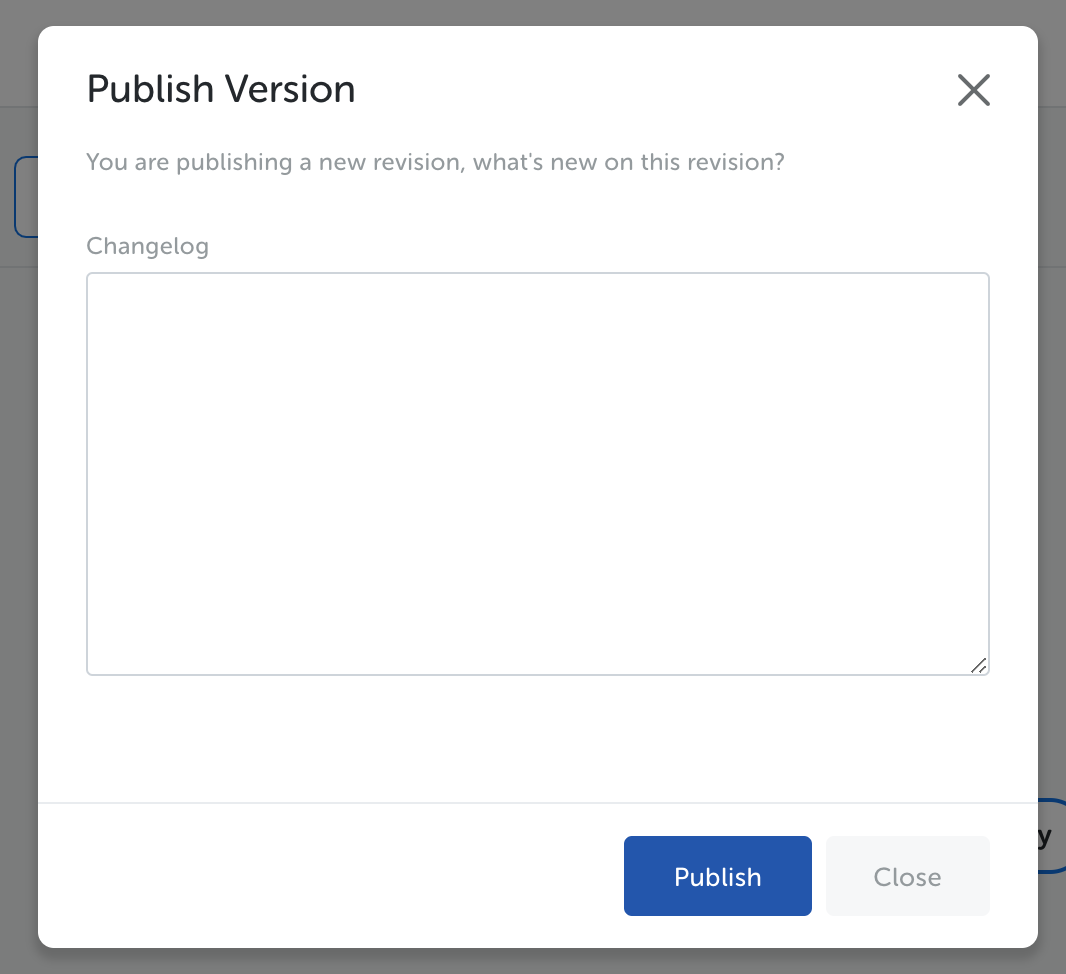 Publish Version
You are publishing a new revision, what's new on this revision?
Changelog
y
Publish
Close